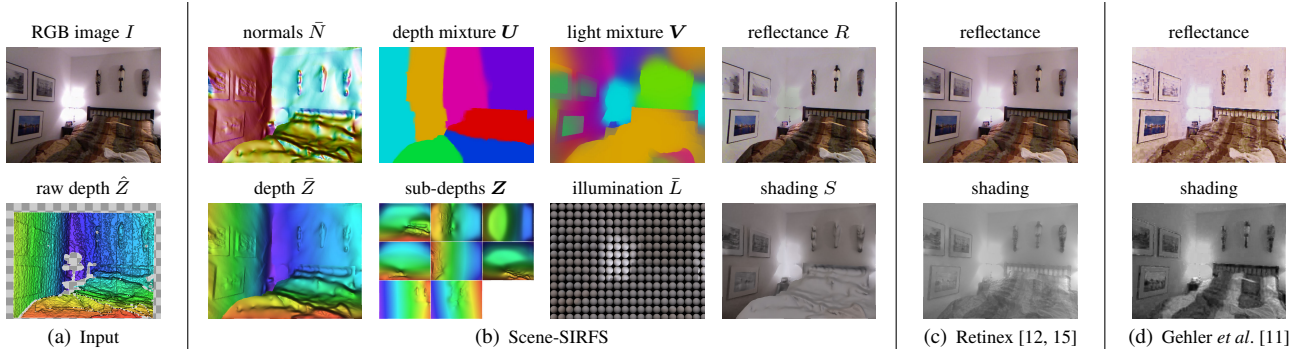 RGB image I
normals N̄
depth mixture U
light mixture V
reflectance R
reflectance
reflectance
raw depth Ẑ
depth Z̄
sub-depths Z
illumination L̄
shading S
shading
shading
(a) Input
(b) Scene-SIRFS
(c) Retinex [12, 15]
(d) Gehler et al. [11]